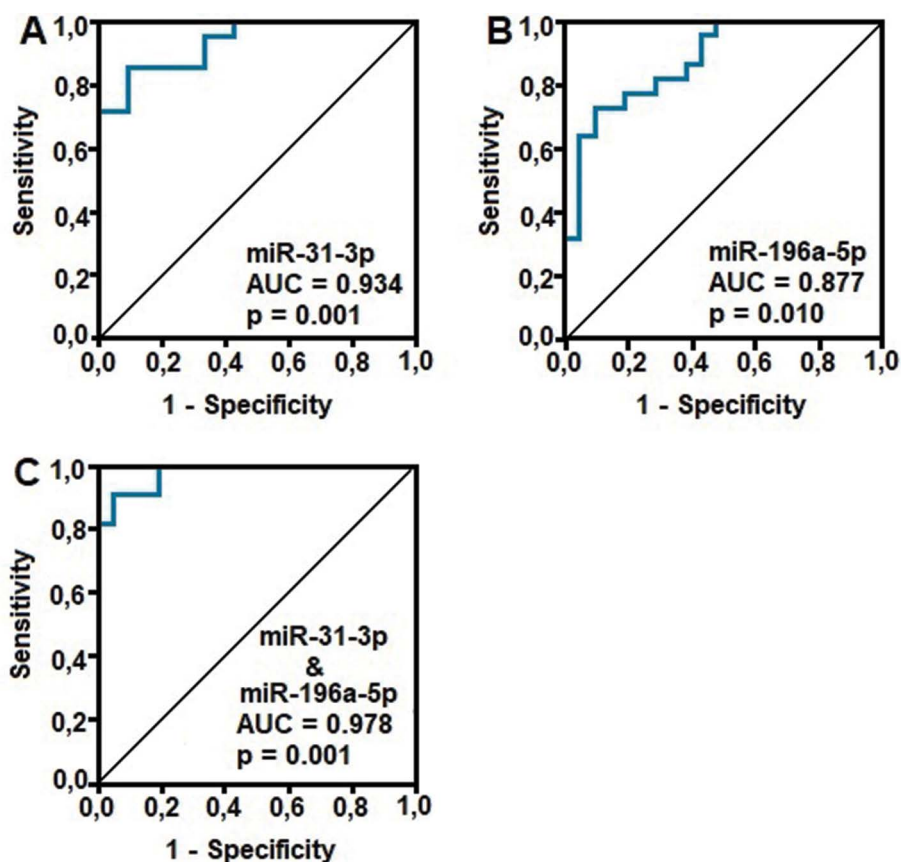 A
1,0
0,8
0,6
0,4
0,2
0,0
Sensitivity
miR-31-3p
AUC = 0.934
p = 0.001
0,0 0,2 0,4 0,6 0,8 1,0
1 - Specificity
B
1,0
0,8
0,6
0,4
0,2
0,0
Sensitivity
miR-196a-5p
AUC = 0.877
p = 0.010
0,0 0,2 0,4 0,6 0,8 1,0
1 - Specificity
C
1,0
0,8
0,6
0,4
0,2
0,0
Sensitivity
miR-31-3p
&
miR-196a-5p
AUC = 0.978
p = 0.001
0,0 0,2 0,4 0,6 0,8 1,0
1 - Specificity